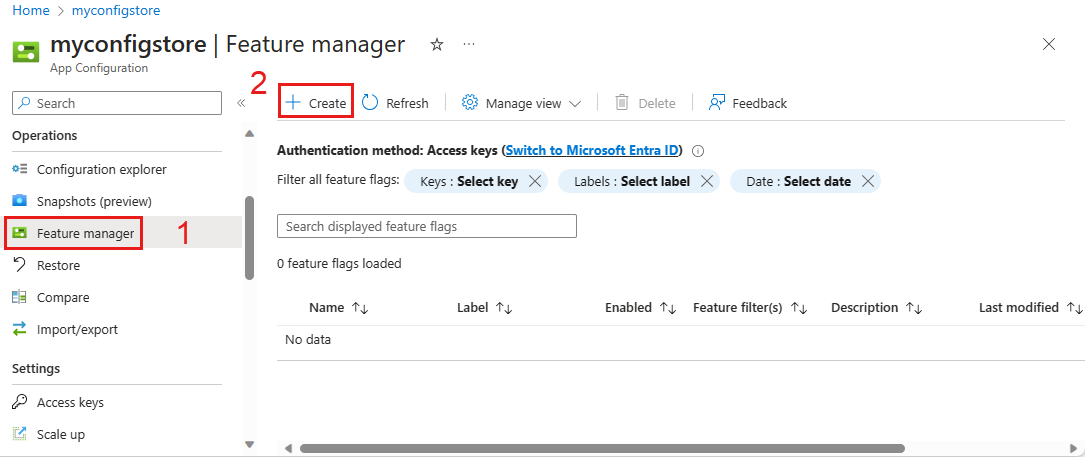 Home > myconfigstore
myconfigstore | Feature manager
App Configuration
Search
Operations
Configuration explorer
Snapshots (preview)
Feature manager 1
Restore
Compare
Import/export
Settings
Access keys
Scale up
2
Create Refresh Manage view Delete Feedback
Authentication method: Access keys (Switch to Microsoft Entra ID)
Filter all feature flags: Keys : Select key Labels : Select label Date : Select date
Search displayed feature flags
0 feature flags loaded
Name Label Enabled Feature filter(s) Description Last modified
No data